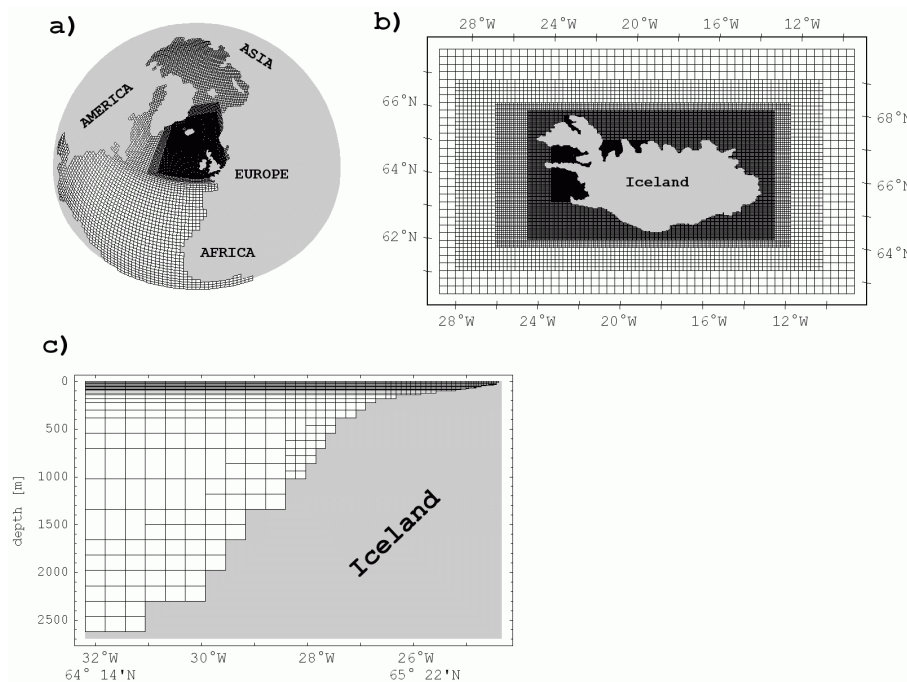 a)
ASIA
AMERICA
EUROPE
AFRICA
b)
28°W 24°W 20°W 16°W 12°W
66°N
64°N
62°N
68°N
66°N
64°N
Iceland
28°W 24°W 20°W 16°W 12°W
c)
0
500
1000
1500
2000
2500
depth [m]
Iceland
32°W 30°W 28°W 26°W
64° 14'N 65° 22'N